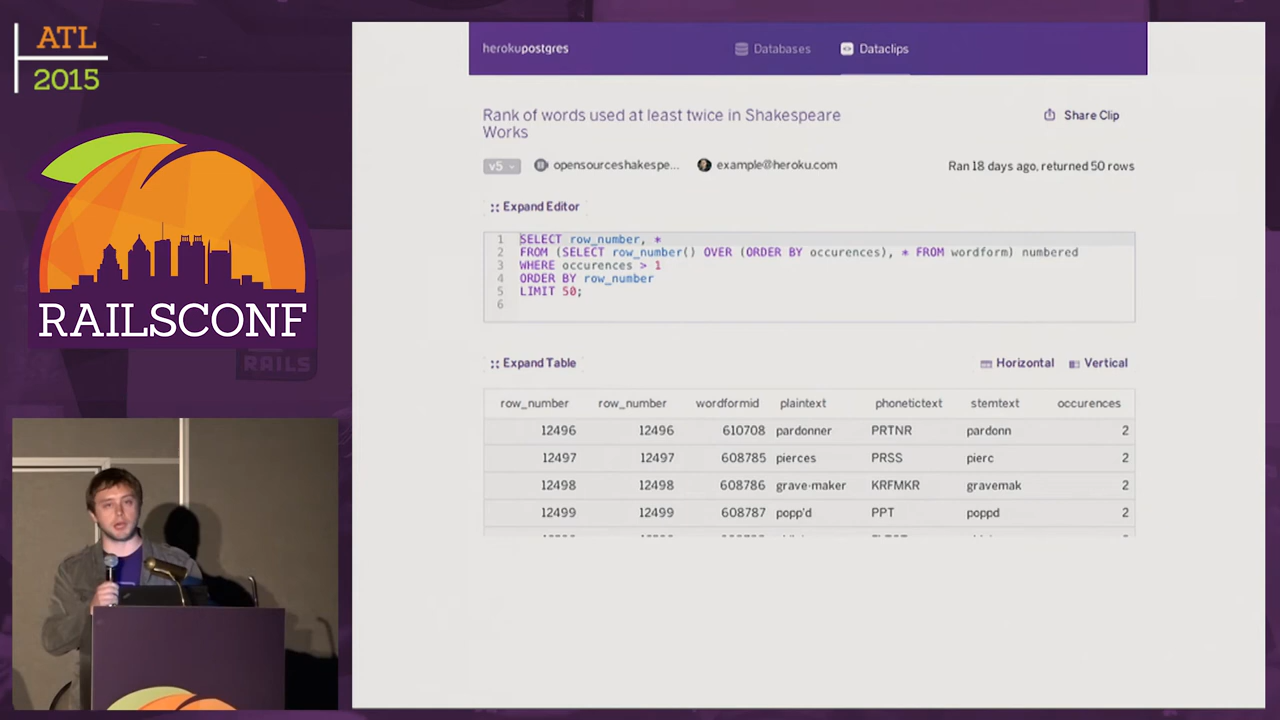 ATL
2015
RAILSCONF
RAILS
herokupostgres
Databases
Dataclips
Rank of words used at least twice in Shakespeare
Works
Share Clip
v5
opensourceshakespe...
example@heroku.com
Ran 18 days ago, returned 50 rows
Expand Editor
1 SELECT row_number, *
2 FROM (SELECT row_number() OVER (ORDER BY occurences), * FROM wordform) numbered
3 WHERE occurences > 1
4 ORDER BY row_number
5 LIMIT 50;
6
Expand Table
Horizontal
Vertical
row_number row_number wordformid plaintext phonetictext stemtext occurences
12496 12496 610708 pardonner PRTNR pardonn 2
12497 12497 608785 pierces PRSS pierc 2
12498 12498 608786 grave-maker KRFMKR gravemak 2
12499 12499 608787 popp'd PPT poppd 2